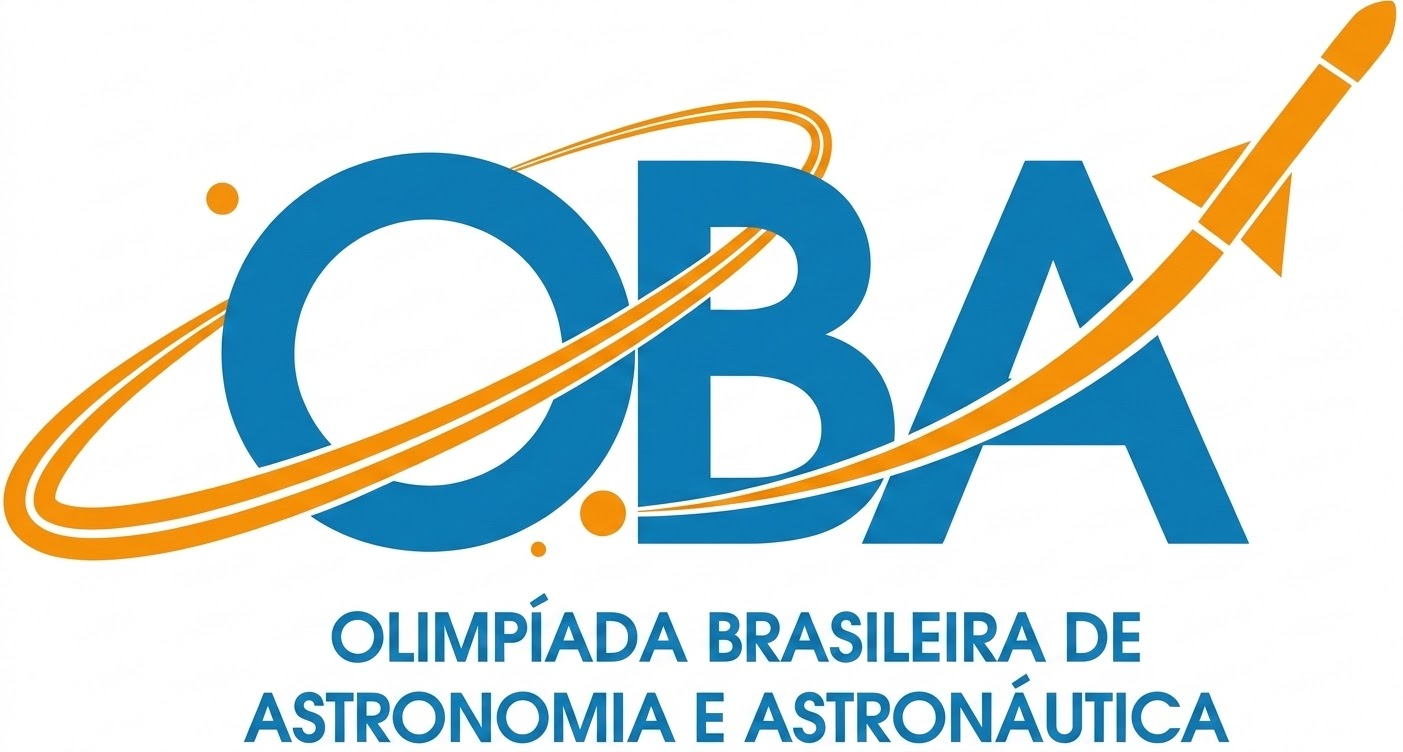 OBA
OLIMPÍADA BRASILEIRA DE
ASTRONOMIA E ASTRONÁUTICA